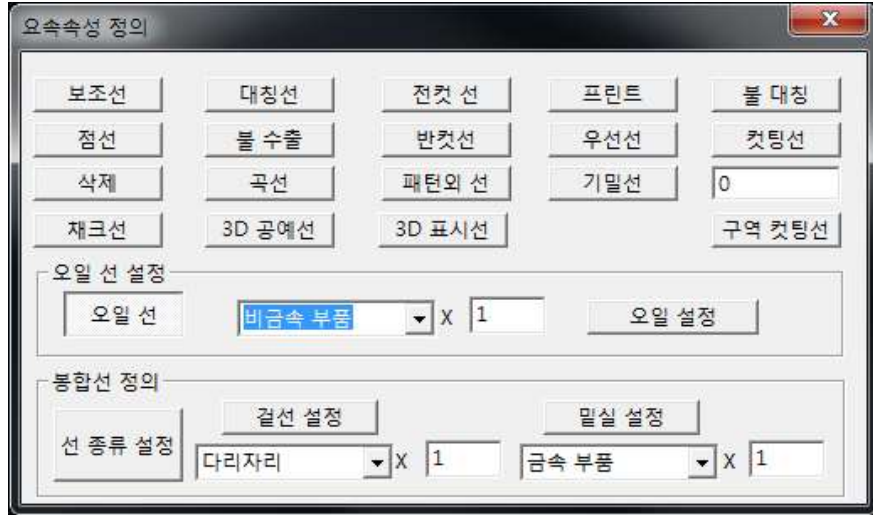 요속속성 정의
보조선 대칭선 전컷 선 프린트 불 대칭
점선 불 수출 반컷선 우선선 컷팅선
삭제 곡선 패턴외 선 기밀선 0
채크선 3D 공예선 3D 표시선 구역 컷팅선
오일 선 설정
오일 선 비금속 부품 X 1 오일 설정
봉합선 정의
걸선 설정 밑실 설정
선 종류 설정 다리자리 X 1 금속 부품 X 1